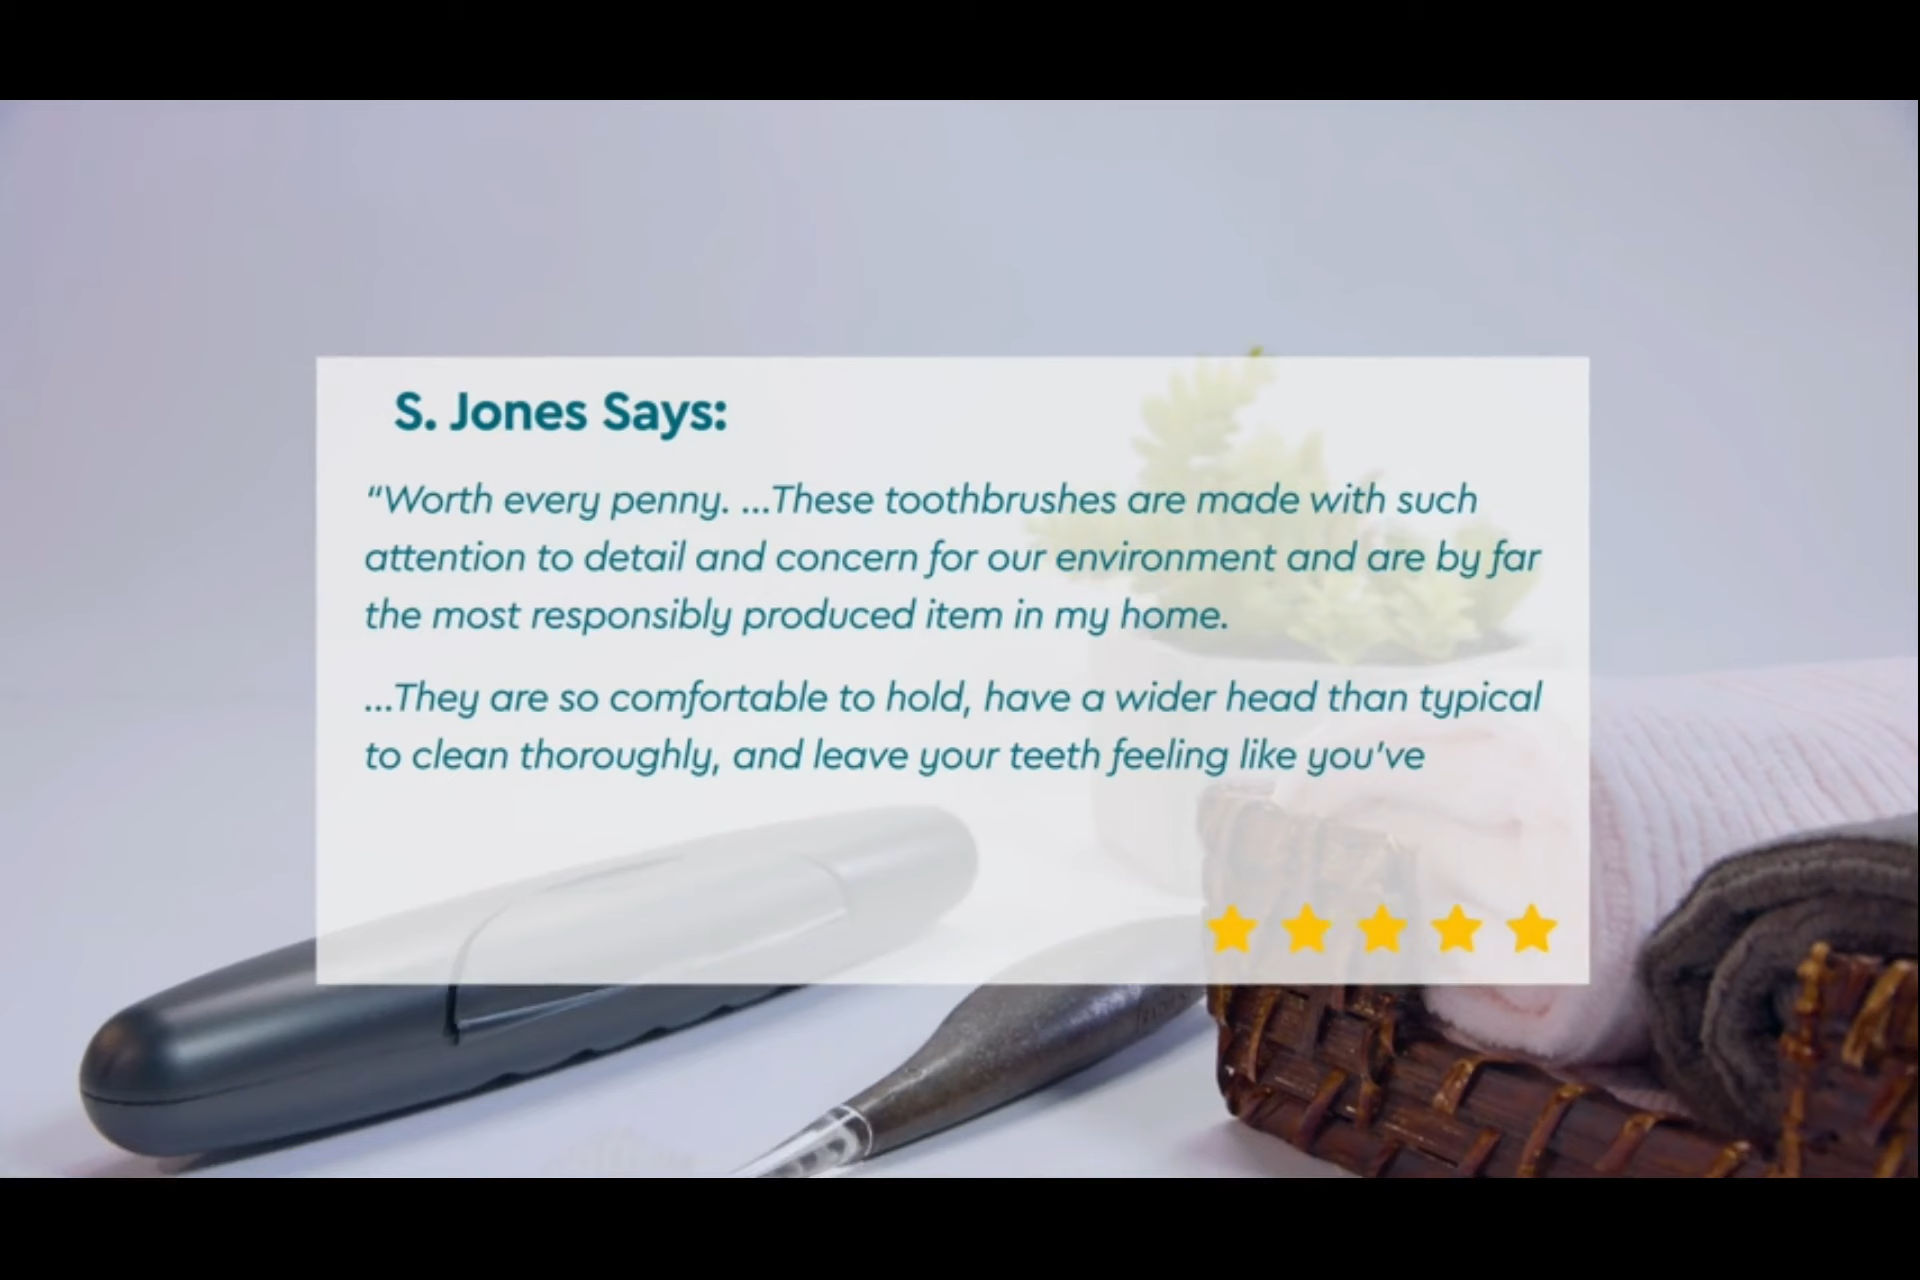 S. Jones Says:
“Worth every penny. ...These toothbrushes are made with such
attention to detail and concern for our environment and are by far
the most responsibly produced item in my home.
...They are so comfortable to hold, have a wider head than typical
to clean thoroughly, and leave your teeth feeling like you've